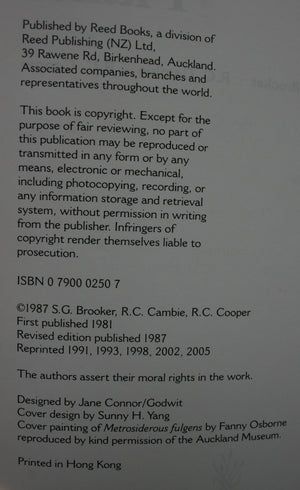 Published by Reed Books, a division of
Reed Publishing (NZ) Ltd,
39 Rawene Rd, Birkenhead, Auckland.
Associated companies, branches and
representatives throughout the world.
This book is copyright. Except for the
purpose of fair reviewing, no part of
this publication may be reproduced or
transmitted in any form or by any
means, electronic or mechanical,
including photocopying, recording, or
any information storage and retrieval
system, without permission in writing
from the publisher. Infringers of
copyright render themselves liable to
prosecution.
ISBN 0 7900 0250 7
©1987 S.G. Brooker, R.C. Cambie, R.C. Cooper
First published 1981
Revised edition published 1987
Reprinted 1991, 1993, 1998, 2002, 2005
The authors assert their moral rights in the work.
Designed by Jane Connor/Godwit
Cover design by Sunny H. Yang
Cover painting of Metrosiderous fulgens by Fanny Osborne
reproduced by kind permission of the Auckland Museum.
Printed in Hong Kong